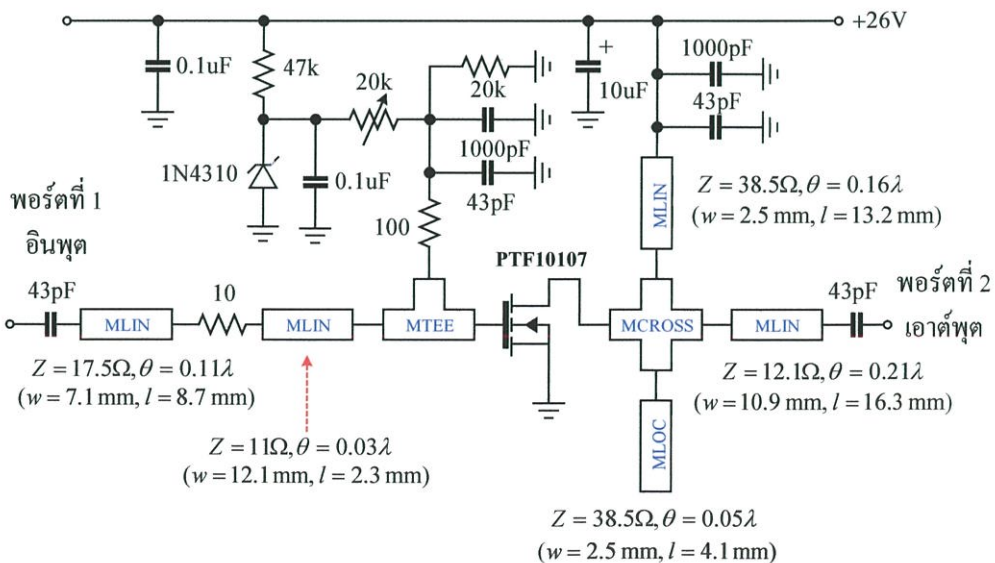 +26V
0.1uF
47k
20k
20k
1000pF
43pF
10uF
1000pF
43pF
1N4310
0.1uF
100
MLIN
Z = 38.5Ω, θ = 0.16λ
(w = 2.5 mm, l = 13.2 mm)
พอร์ตที่ 1
อินพุต
PTF10107
พอร์ตที่ 2
เอาต์พุต
43pF
MLIN
10
MLIN
MTEE
MCROSS
MLIN
43pF
Z = 17.5Ω, θ = 0.11λ
(w = 7.1 mm, l = 8.7 mm)
Z = 12.1Ω, θ = 0.21λ
(w = 10.9 mm, l = 16.3 mm)
Z = 11Ω, θ = 0.03λ
(w = 12.1 mm, l = 2.3 mm)
MLOC
Z = 38.5Ω, θ = 0.05λ
(w = 2.5 mm, l = 4.1 mm)